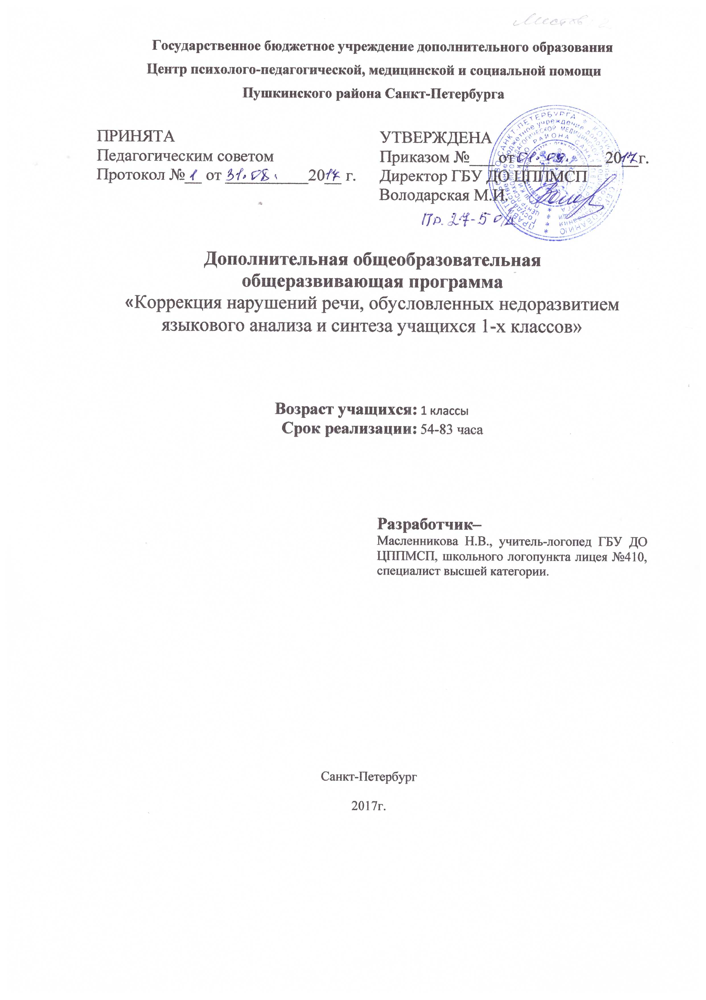 Листов
Государственное бюджетное учреждение дополнительного образования
Центр психолого-педагогической, медицинской и социальной помощи
Пушкинского района Санкт-Петербурга
ПРИНЯТА
Педагогическим советом
Протокол № 1 от 31.08. 2017 г.
УТВЕРЖДЕНА
Приказом №___ от 01.09. 2017г.
Директор ГБУ ДО ЦППМСП
Володарская М.И.
Пр. 27-5 од
Дополнительная общеобразовательная
общеразвивающая программа
«Коррекция нарушений речи, обусловленных недоразвитием
языкового анализа и синтеза учащихся 1-х классов»
Возраст учащихся: 1 классы
Срок реализации: 54-83 часа
Разработчик–
Масленникова Н.В., учитель-логопед ГБУ ДО
ЦППМСП, школьного логопункта лицея №410,
специалист высшей категории.
Санкт-Петербург
2017г.